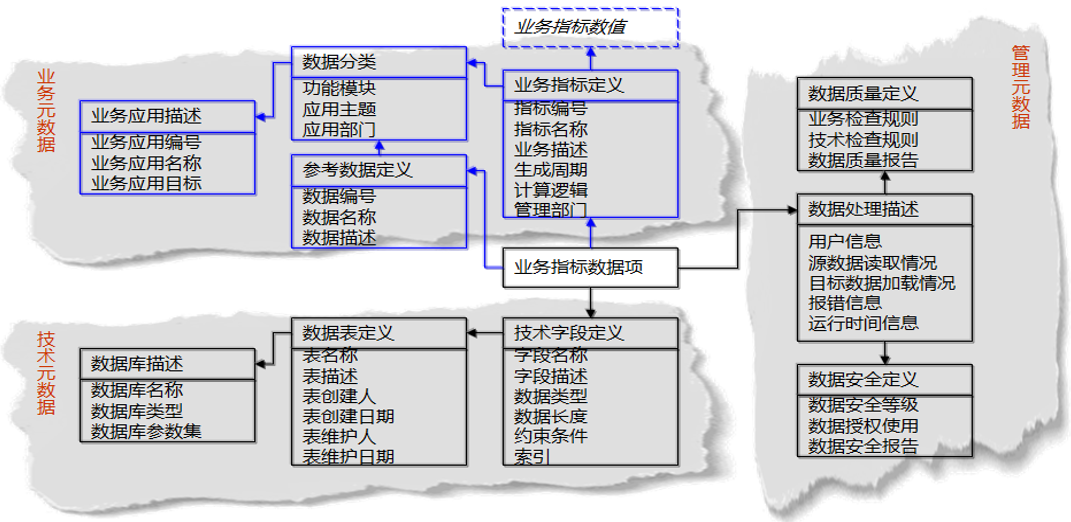 业务指标数值
业务元数据
数据分类
功能模块
应用主题
应用部门
业务应用描述
业务应用编号
业务应用名称
业务应用目标
参考数据定义
数据编号
数据名称
数据描述
业务指标定义
指标编号
指标名称
业务描述
生成周期
计算逻辑
管理部门
业务指标数据项
管理元数据
数据质量定义
业务检查规则
技术检查规则
数据质量报告
数据处理描述
用户信息
源数据读取情况
目标数据加载情况
报错信息
运行时间信息
数据安全定义
数据安全等级
数据授权使用
数据安全报告
技术元数据
数据库描述
数据库名称
数据库类型
数据库参数集
数据表定义
表名称
表描述
表创建人
表创建日期
表维护人
表维护日期
技术字段定义
字段名称
字段描述
数据类型
数据长度
约束条件
索引